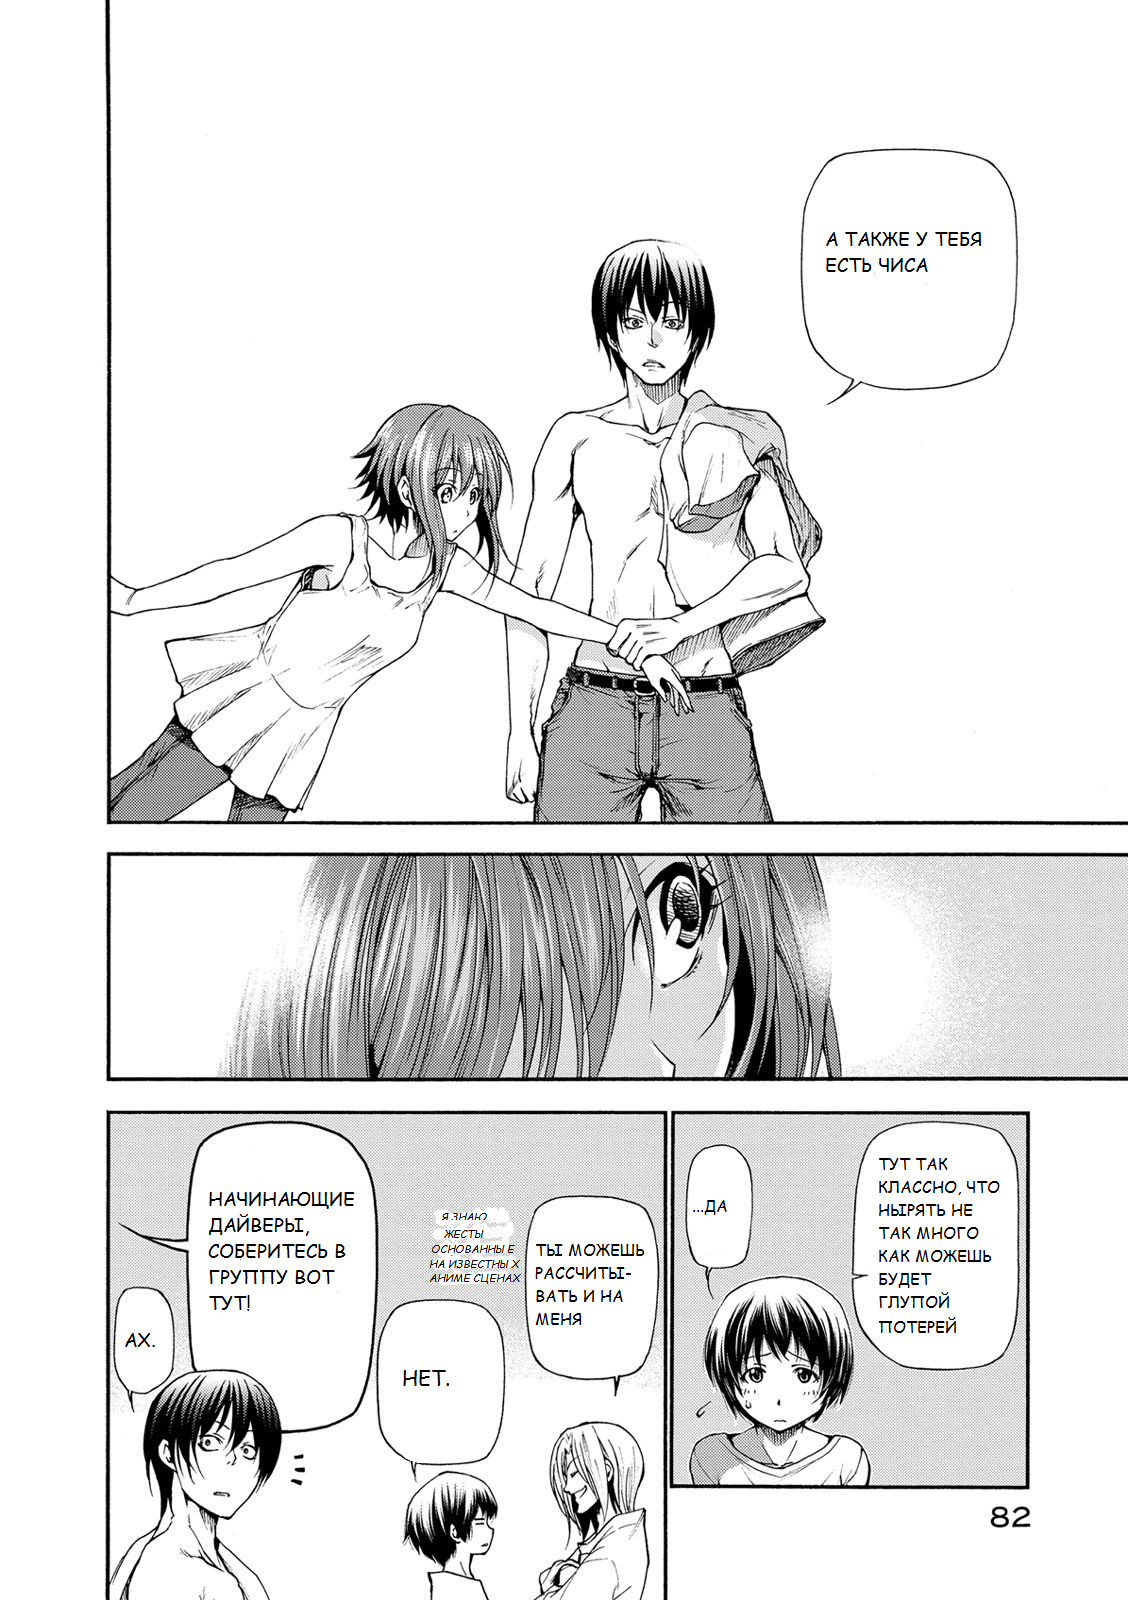 А ТАКЖЕ У ТЕБЯ
ЕСТЬ ЧИСА
ТУТ ТАК
КЛАССНО, ЧТО
НЫРЯТЬ НЕ
ТАК МНОГО
КАК МОЖЕШЬ
БУДЕТ
ГЛУПОЙ
ПОТЕРЕЙ
...ДА
ТЫ МОЖЕШЬ
РАССЧИТЫ-
ВАТЬ И НА
МЕНЯ
Я ЗНАЮ
ЖЕСТЫ
ОСНОВАННЫ Е
НА ИЗВЕСТНЫ Х
АНИМЕ СЦЕНАХ
НЕТ.
НАЧИНАЮЩИЕ
ДАЙВЕРЫ,
СОБЕРИТЕСЬ В
ГРУППУ ВОТ
ТУТ!
АХ.
82